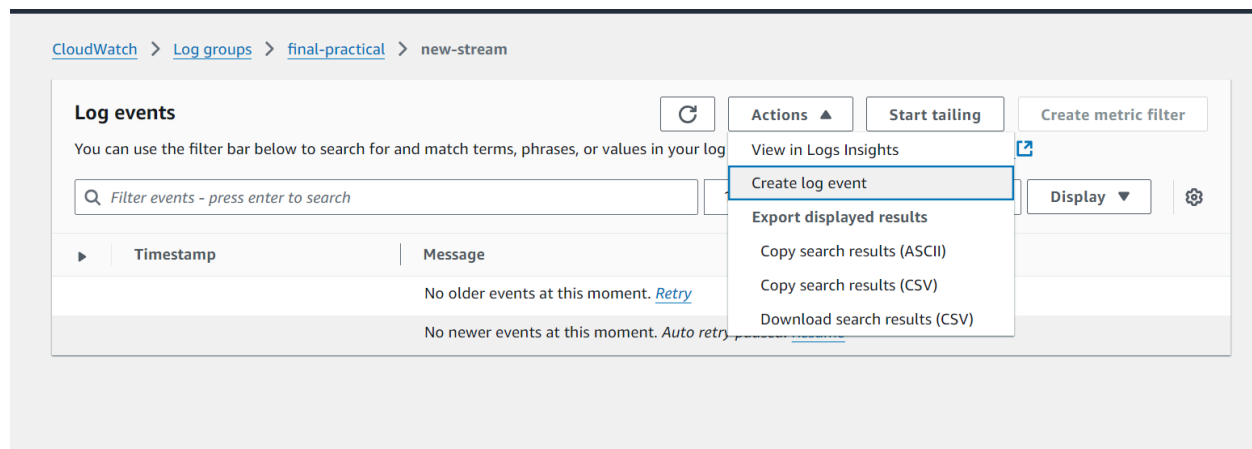 CloudWatch > Log groups > final-practical > new-stream
Log events
Actions ▲
Start tailing
Create metric filter
You can use the filter bar below to search for and match terms, phrases, or values in your log
View in Logs Insights
Create log event
Filter events - press enter to search
Display ▼
Export displayed results
Copy search results (ASCII)
Timestamp
Message
Copy search results (CSV)
No older events at this moment. Retry
Download search results (CSV)
No newer events at this moment. Auto retry